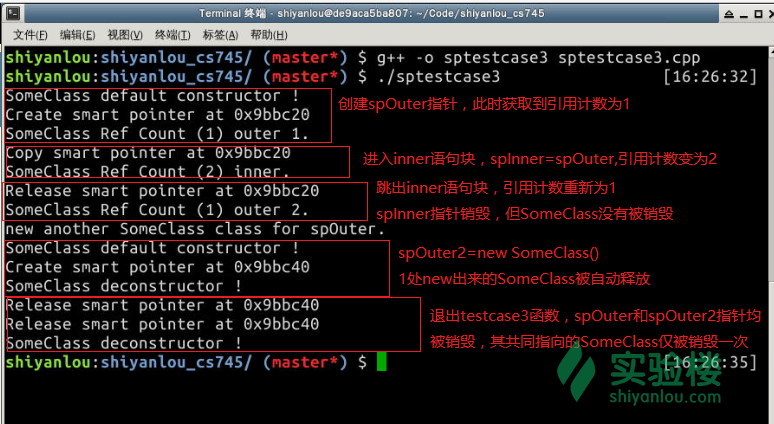 Terminal 终端 - shiyanlou@de9aca5ba807: ~/Code/shiyanlou_cs745
文件(F) 编辑(E) 视图(V) 终端(T) 标签(A) 帮助(H)
shiyanlou:shiyanlou_cs745/ (master*) $ g++ -o sptestcase3 sptestcase3.cpp
shiyanlou:shiyanlou_cs745/ (master*) $ ./sptestcase3 [16:26:32]
SomeClass default constructor !
创建spOuter指针，此时获取到引用计数为1
Create smart pointer at 0x9bbc20
SomeClass Ref Count (1) outer 1.
Copy smart pointer at 0x9bbc20
进入inner语句块，spInner=spOuter,引用计数变为2
SomeClass Ref Count (2) inner.
Release smart pointer at 0x9bbc20
跳出inner语句块，引用计数重新为1
SomeClass Ref Count (1) outer 2.
spInner指针销毁，但SomeClass没有被销毁
new another SomeClass class for spOuter.
SomeClass default constructor !
spOuter2=new SomeClass()
Create smart pointer at 0x9bbc40
1处new出来的SomeClass被自动释放
SomeClass deconstructor !
Release smart pointer at 0x9bbc40
退出testcase3函数，spOuter和spOuter2指针均
Release smart pointer at 0x9bbc40
被销毁，其共同指向的SomeClass仅被销毁一次
SomeClass deconstructor !
shiyanlou:shiyanlou_cs745/ (master*) $ [16:26:35]
实验楼
shiyanlou.com